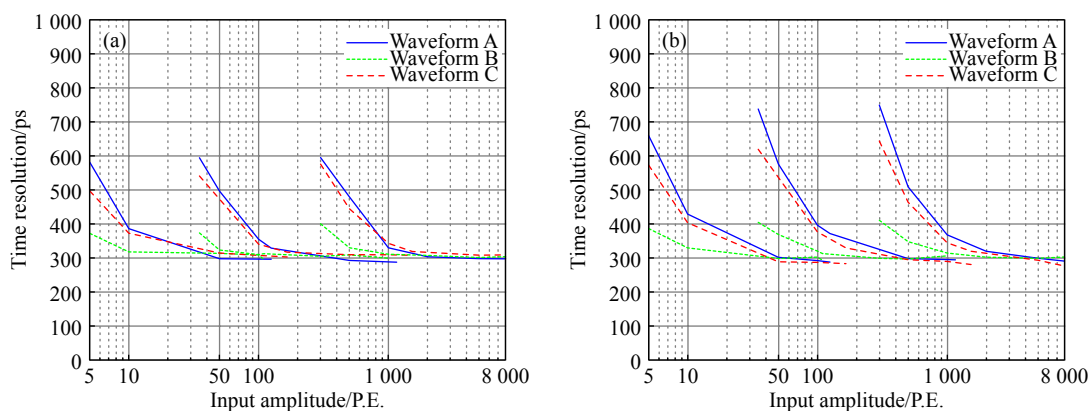 1 000
900
800
700
600
500
400
300
200
100
0
Time resolution/ps
(a)
Waveform A
Waveform B
Waveform C
5
10
50
100
1 000
8 000
Input amplitude/P.E.
1 000
900
800
700
600
500
400
300
200
100
0
Time resolution/ps
(b)
Waveform A
Waveform B
Waveform C
5
10
50
100
1 000
8 000
Input amplitude/P.E.